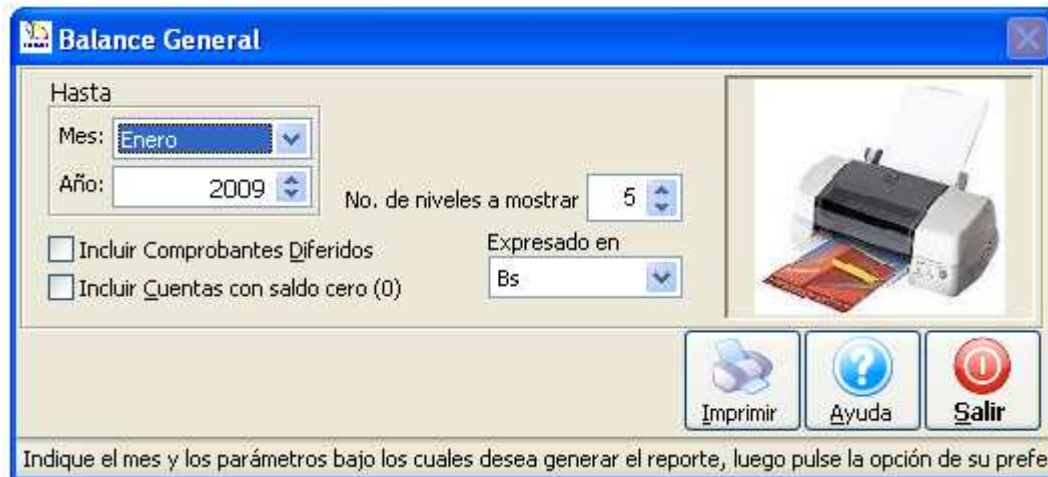 Balance General
Hasta
Mes: Enero
Año: 2009
No. de niveles a mostrar 5
Incluir Comprobantes Diferidos
Expresado en
Incluir Cuentas con saldo cero (0)
Bs
Imprimir Ayuda Salir
Indique el mes y los parámetros bajo los cuales desea generar el reporte, luego pulse la opción de su prefe